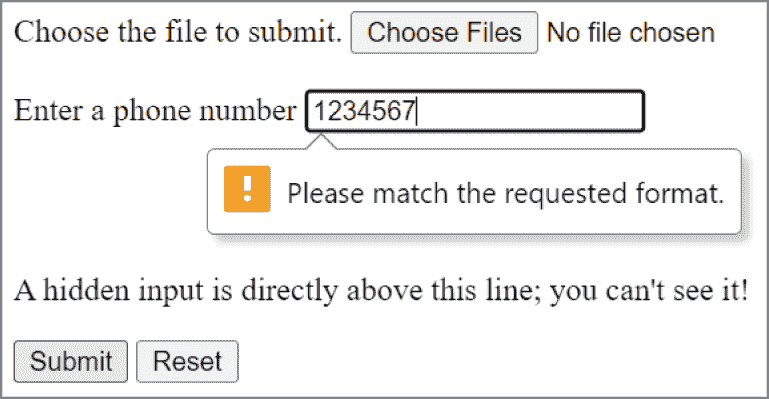 Choose the file to submit. Choose Files No file chosen
Enter a phone number 1234567
! Please match the requested format.
A hidden input is directly above this line; you can't see it!
Submit Reset